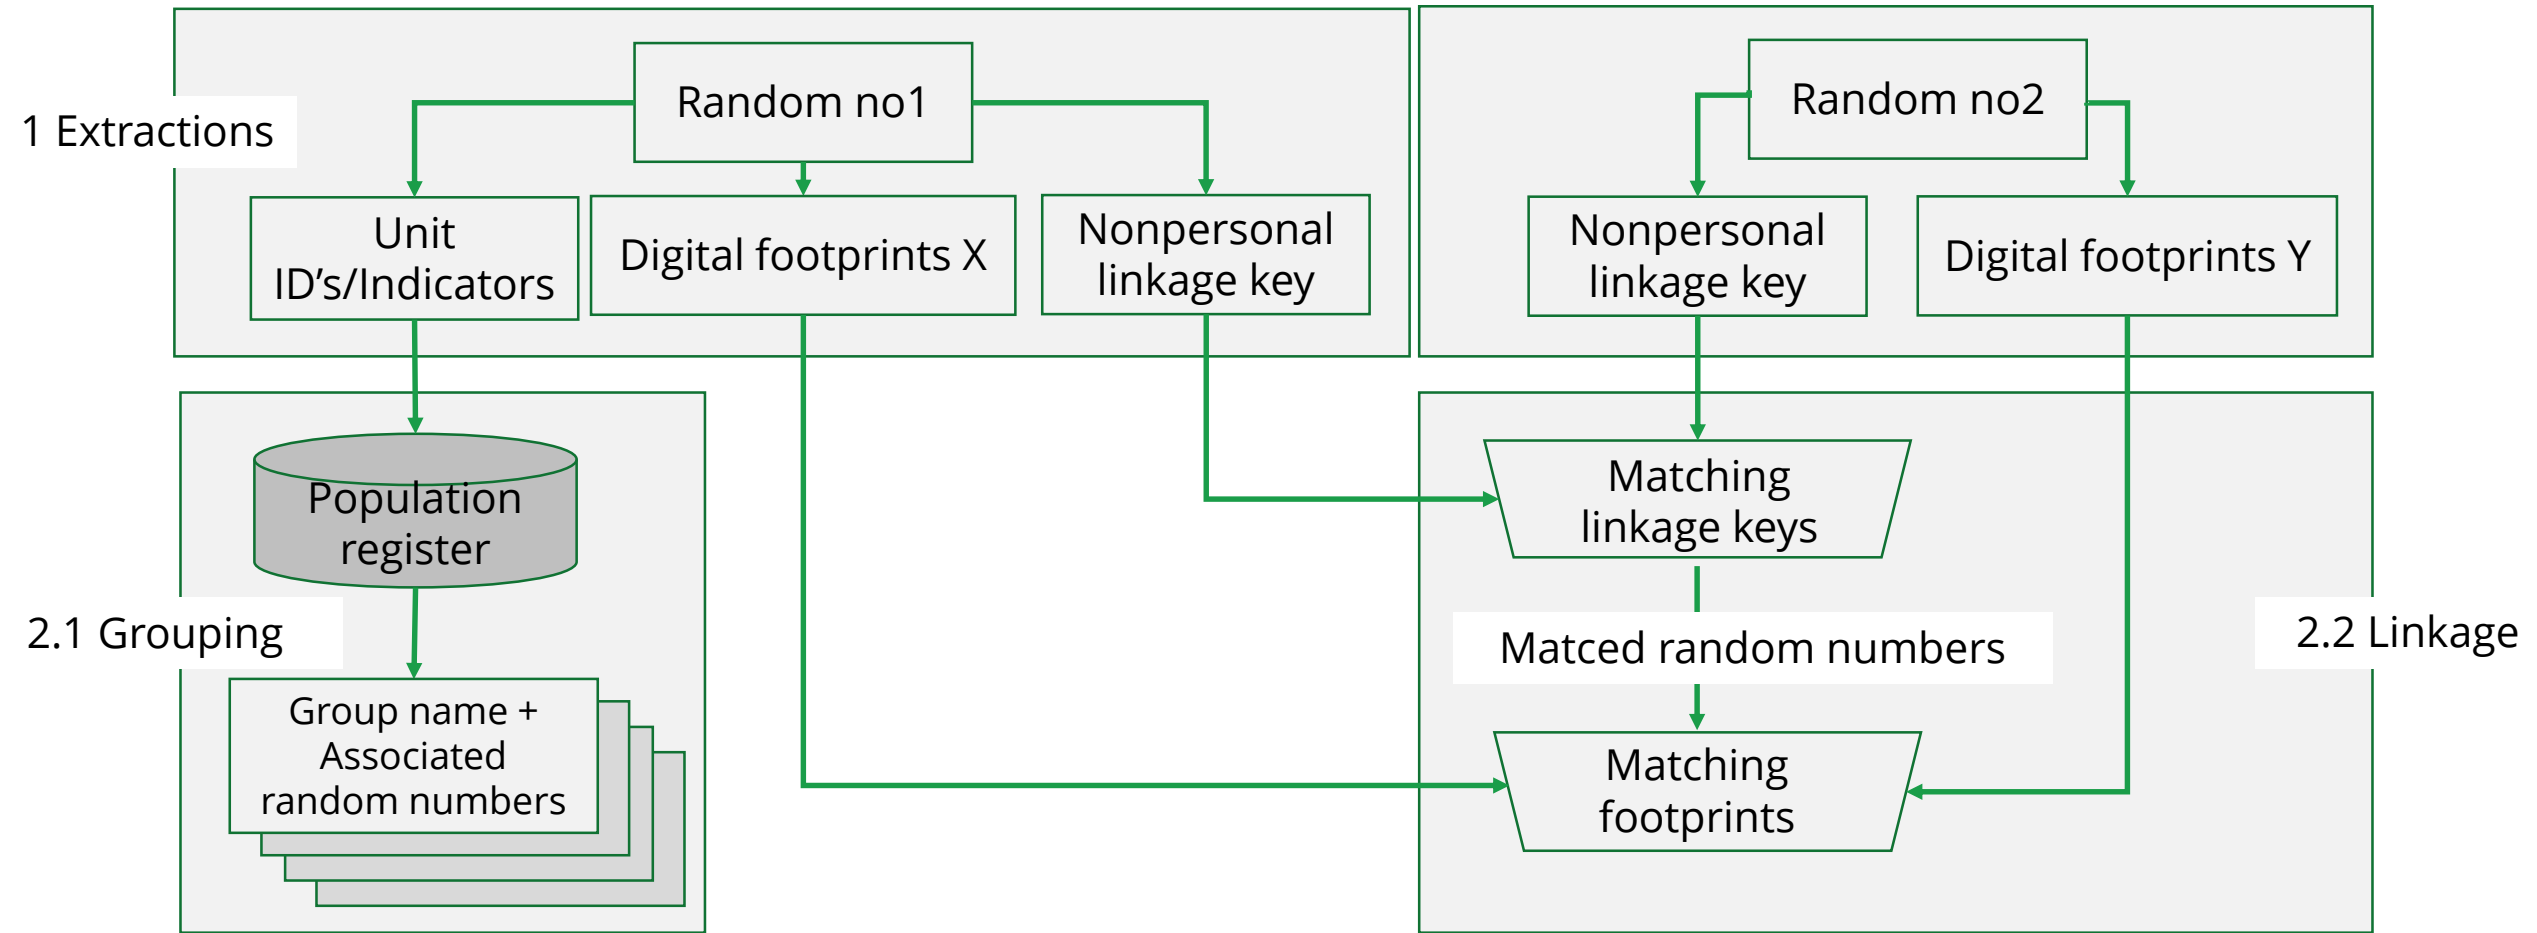 Random no1
Random no2
1 Extractions
Unit
ID’s/Indicators
Digital footprints X
Nonpersonal
linkage key
Nonpersonal
linkage key
Digital footprints Y
Population
register
Matching
linkage keys
2.1 Grouping
Matced random numbers
2.2 Linkage
Group name +
Associated
random numbers
Matching
footprints